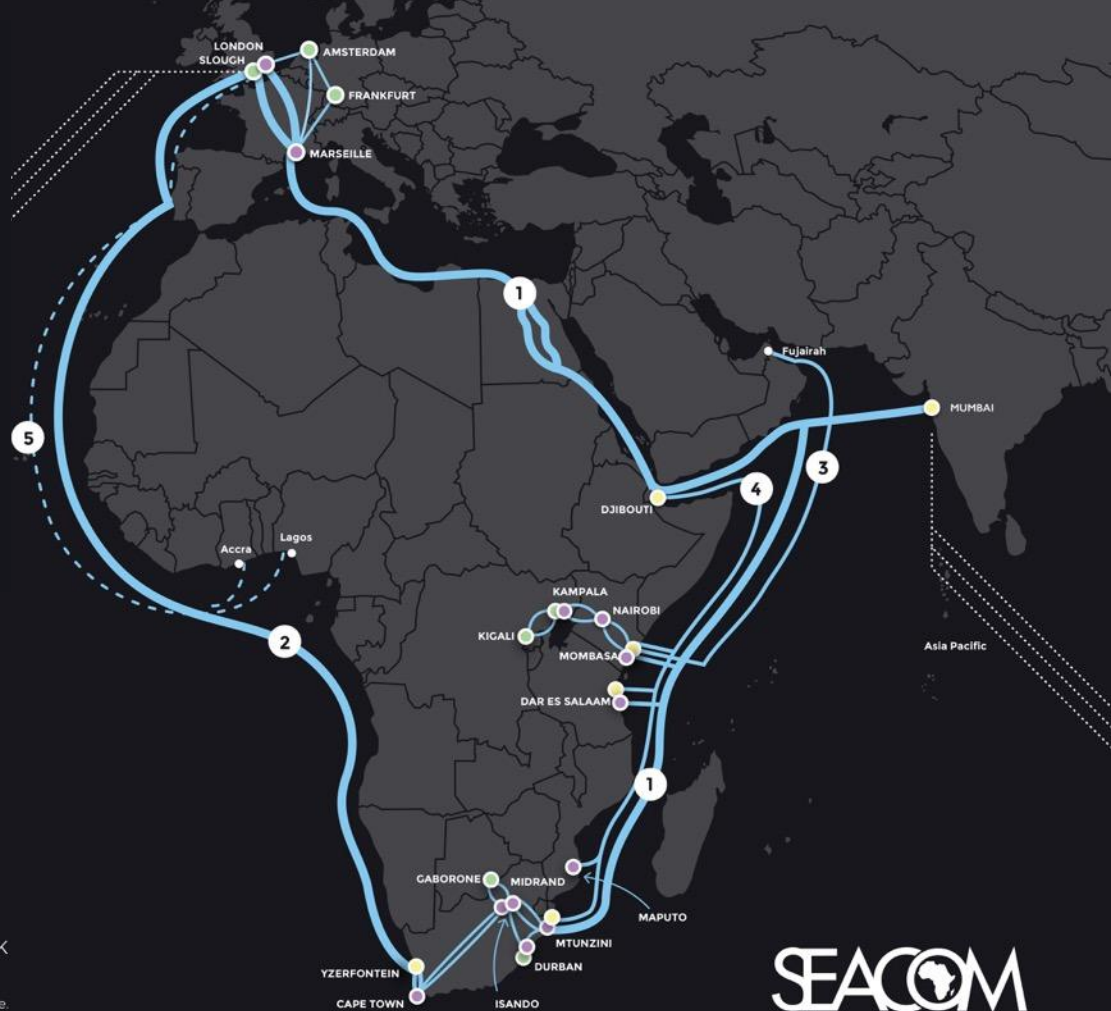 LONDON
SLOUGH
AMSTERDAM
FRANKFURT
MARSEILLE
1
Fujairah
MUMBAI
5
3
4
DJIBOUTI
Accra
Lagos
KAMPALA
NAIROBI
KIGALI
2
MOMBASA
Asia Pacific
DAR ES SALAAM
1
GABORONE
MIDRAND
MAPUTO
MTUNZINI
DURBAN
YZERFONTEIN
CAPE TOWN
ISANDO
K
e.
SEACOM